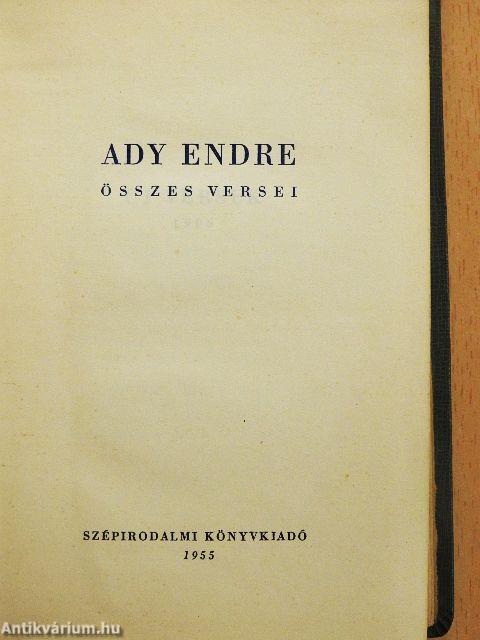 ADY ENDRE
ÖSSZES VERSEI
SZÉPIRODALMI KÖNYVKIADÓ
1955
Antikvárium.hu